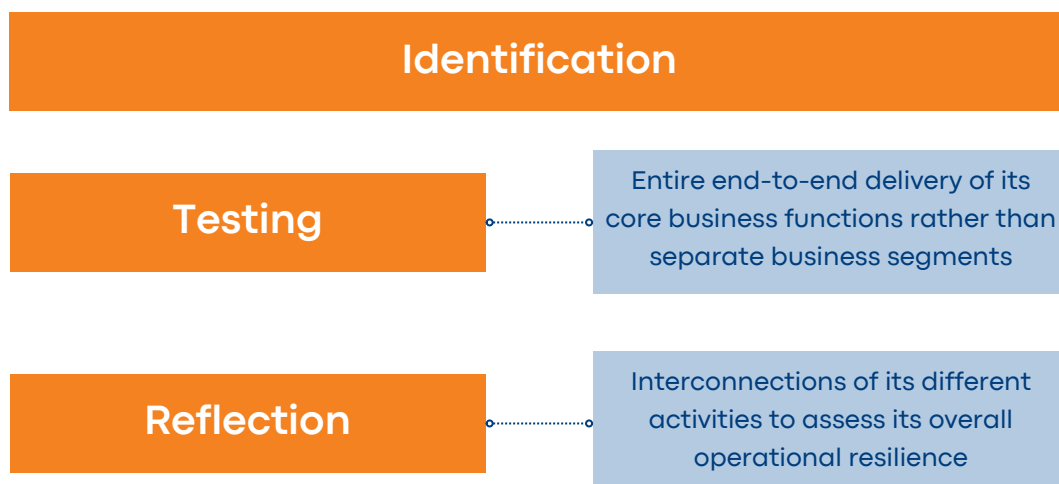 Identification
Testing
Entire end-to-end delivery of its
core business functions rather than
separate business segments
Reflection
Interconnections of its different
activities to assess its overall
operational resilience